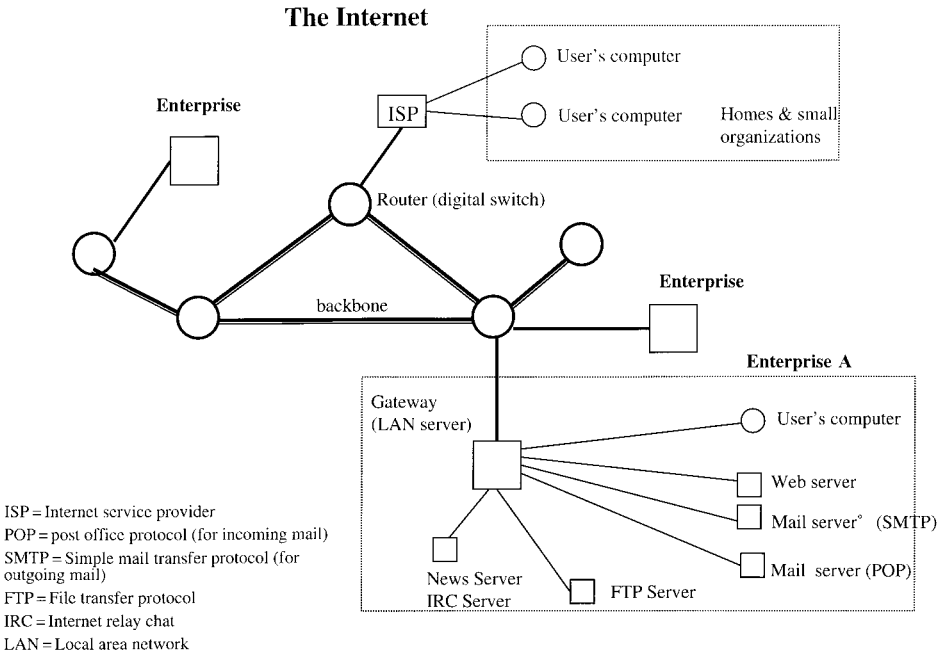 The Internet
User's computer
Enterprise
ISP
User's computer
Homes & small
organizations
Router (digital switch)
Enterprise
backbone
Enterprise A
Gateway
(LAN server)
User's computer
Web server
Mail server° (SMTP)
Mail server (POP)
News Server
IRC Server
FTP Server
ISP = Internet service provider
POP = post office protocol (for incoming mail)
SMTP = Simple mail transfer protocol (for
outgoing mail)
FTP = File transfer protocol
IRC = Internet relay chat
LAN = Local area network